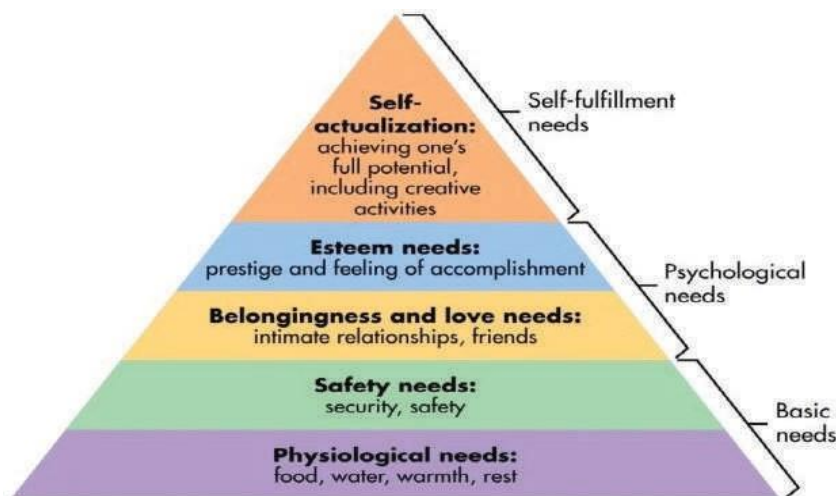 Self-
actualization:
achieving one's
full potential,
including creative
activities
Self-fulfillment
needs
Esteem needs:
prestige and feeling of accomplishment
Psychological
needs
Belongingness and love needs:
intimate relationships, friends
Safety needs:
security, safety
Basic
needs
Physiological needs:
food, water, warmth, rest